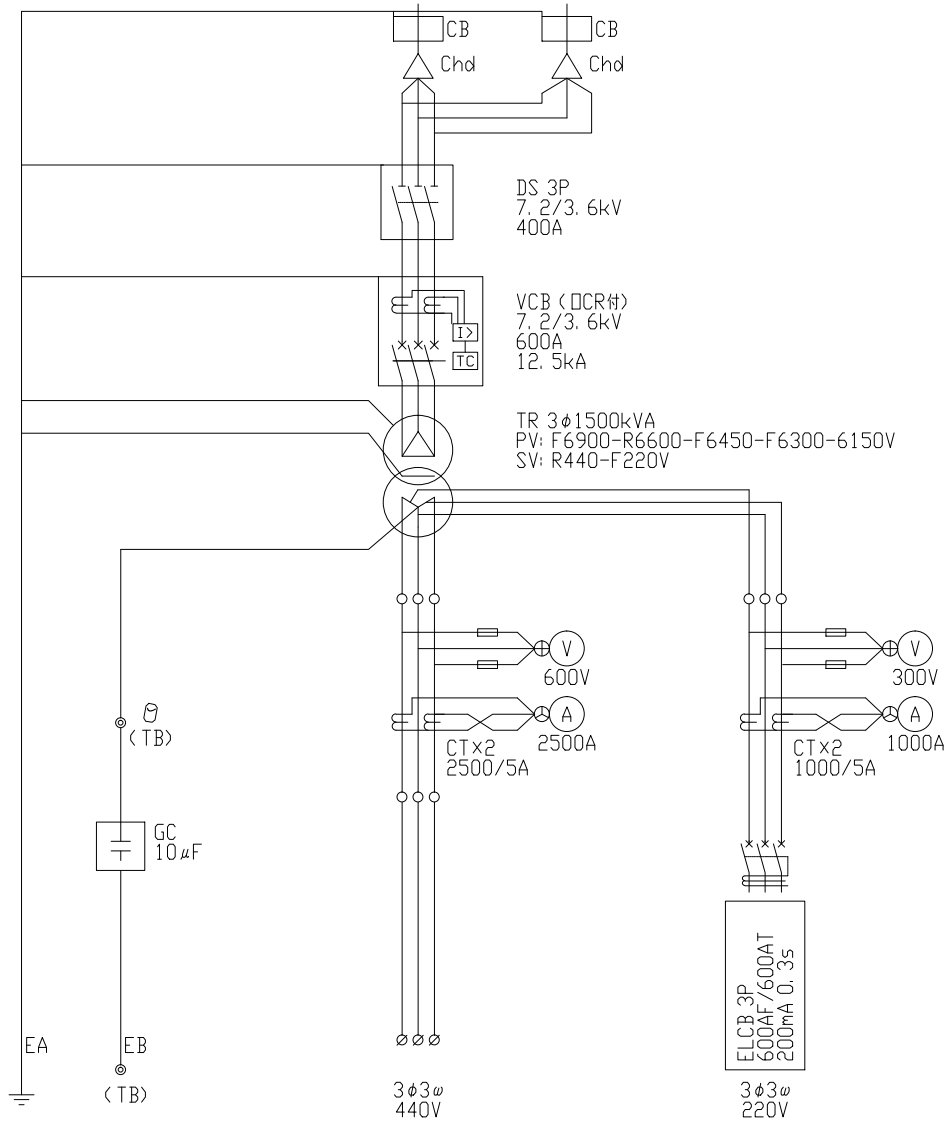 CB
CB
Chd
Chd
DS 3P
7.2/3.6kV
400A
VCB (OCR付)
7.2/3.6kV
600A
12.5kA
I>
TC
TR 3φ1500kVA
PV: F6900-R6600-F6450-F6300-6150V
SV: R440-F220V
V
600V
V
300V
A
2500A
A
1000A
CT×2
2500/5A
CT×2
1000/5A
(TB)
GC
10μF
ELCB 3P
600AF/600AT
200mA 0.3s
EA
EB
(TB)
3φ3ω
440V
3φ3ω
220V